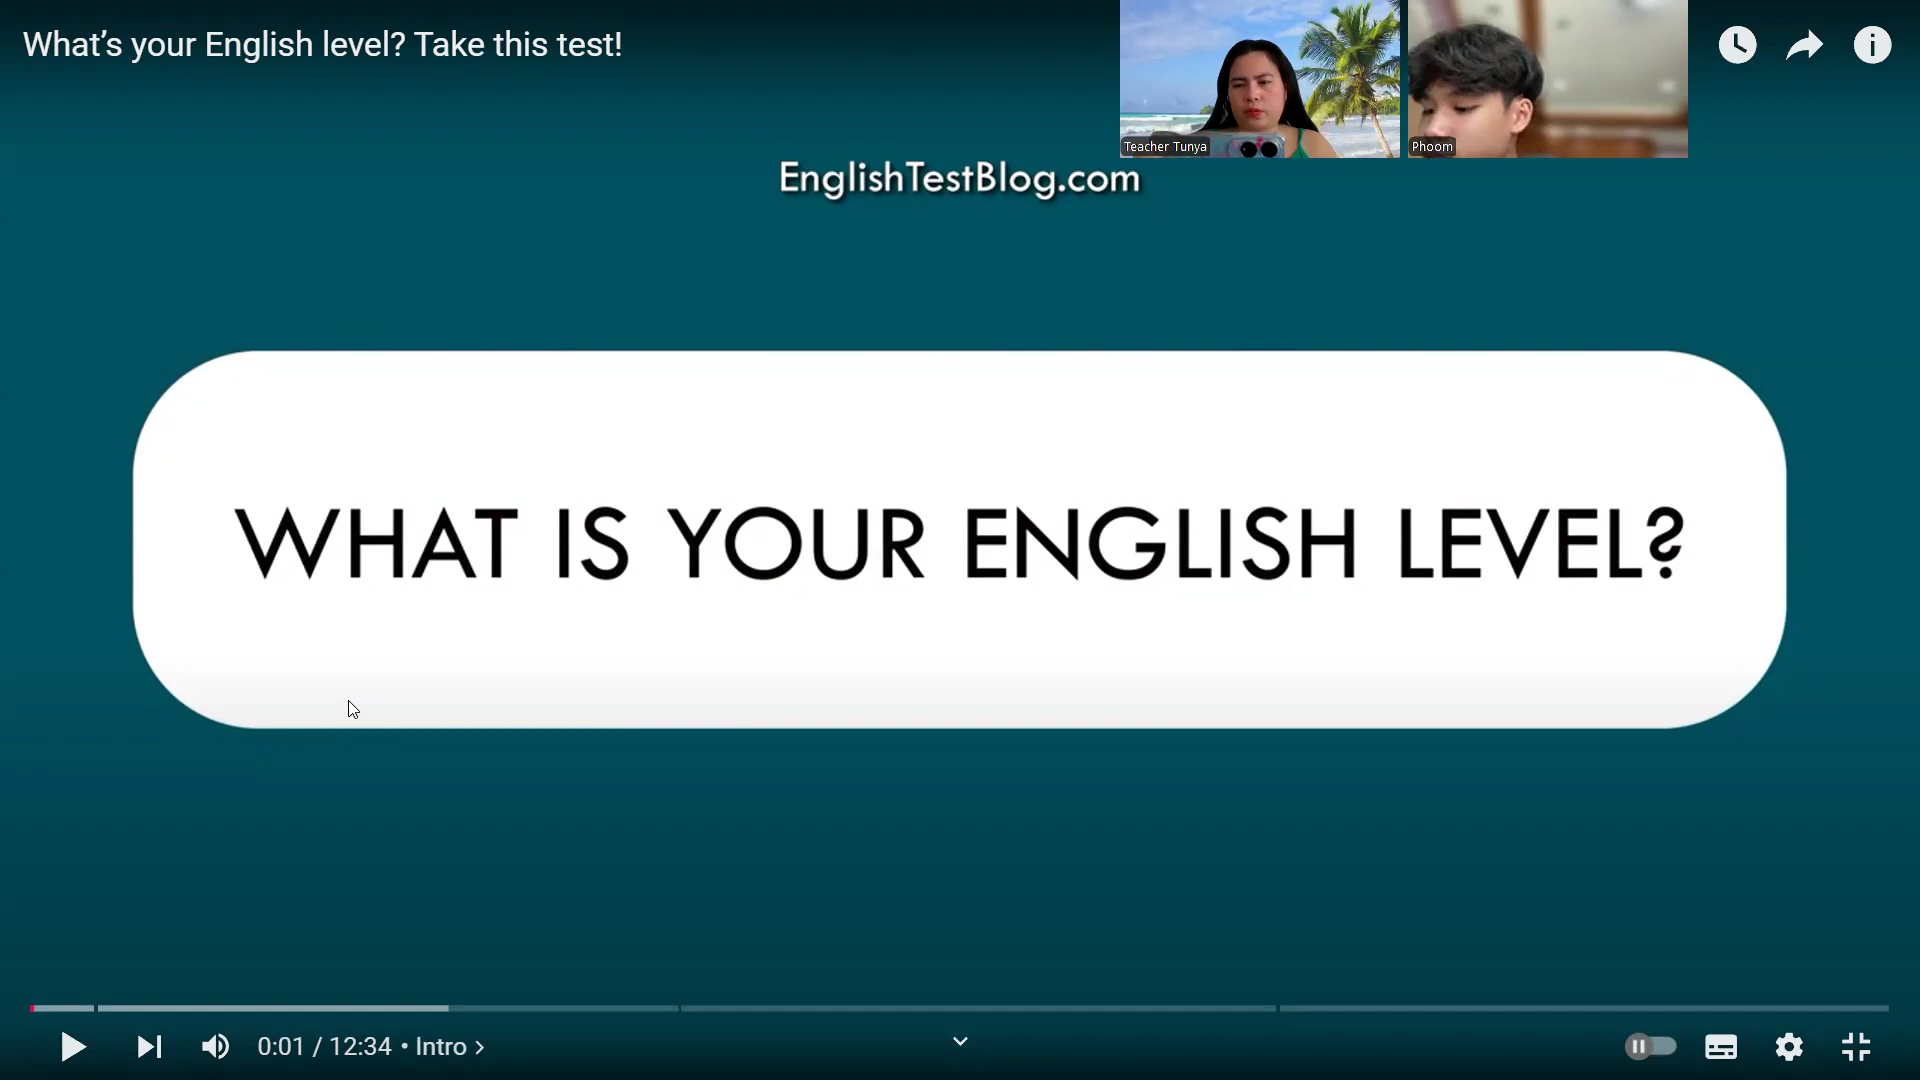 What’s your English level? Take this test!
Teacher Tunya
Phoom
EnglishTestBlog.com
WHAT IS YOUR ENGLISH LEVEL?
0:01 / 12:34 • Intro